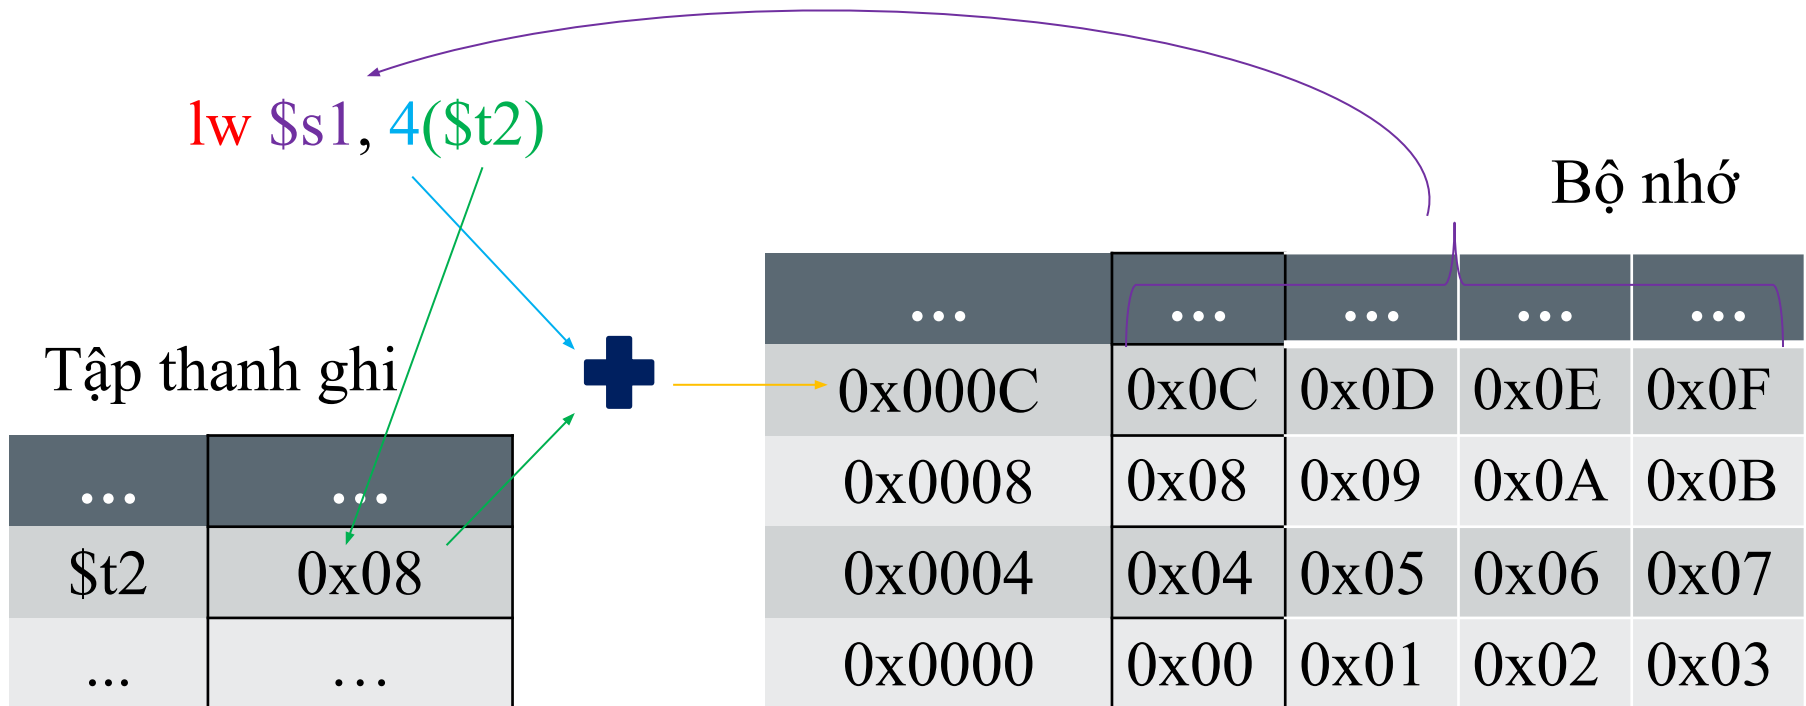 lw $s1, 4($t2)
Bộ nhớ
Tập thanh ghi
... ...
$t2 0x08
... ...
... ... ... ... ...
0x000C 0x0C 0x0D 0x0E 0x0F
0x0008 0x08 0x09 0x0A 0x0B
0x0004 0x04 0x05 0x06 0x07
0x0000 0x00 0x01 0x02 0x03